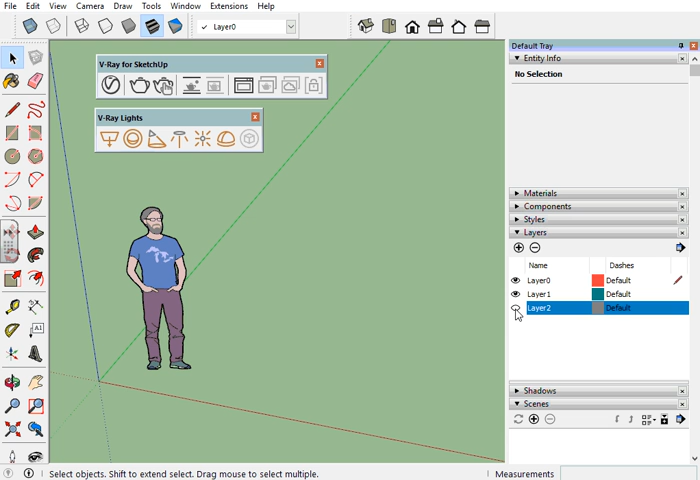 File Edit View Camera Draw Tools Window Extensions Help
✓ Layer0
Default Tray
Entity Info
No Selection
V-Ray for SketchUp
V-Ray Lights
Materials
Components
Styles
Layers
Name Dashes
Layer0 Default
Layer1 Default
Layer2 Default
Shadows
Scenes
A1
Select objects. Shift to extend select. Drag mouse to select multiple. Measurements